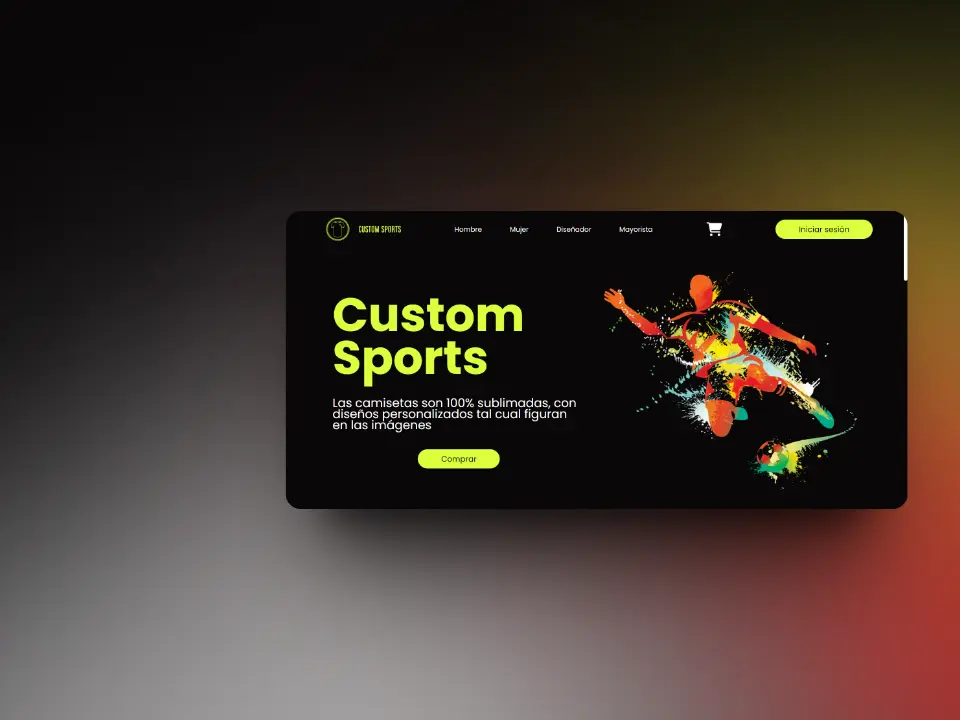 CUSTOM SPORTS
Hombre
Mujer
Diseñador
Mayorista
Iniciar sesión
Custom
Sports
Las camisetas son 100% sublimadas, con
diseños personalizados tal cual figuran
en las imágenes
Comprar